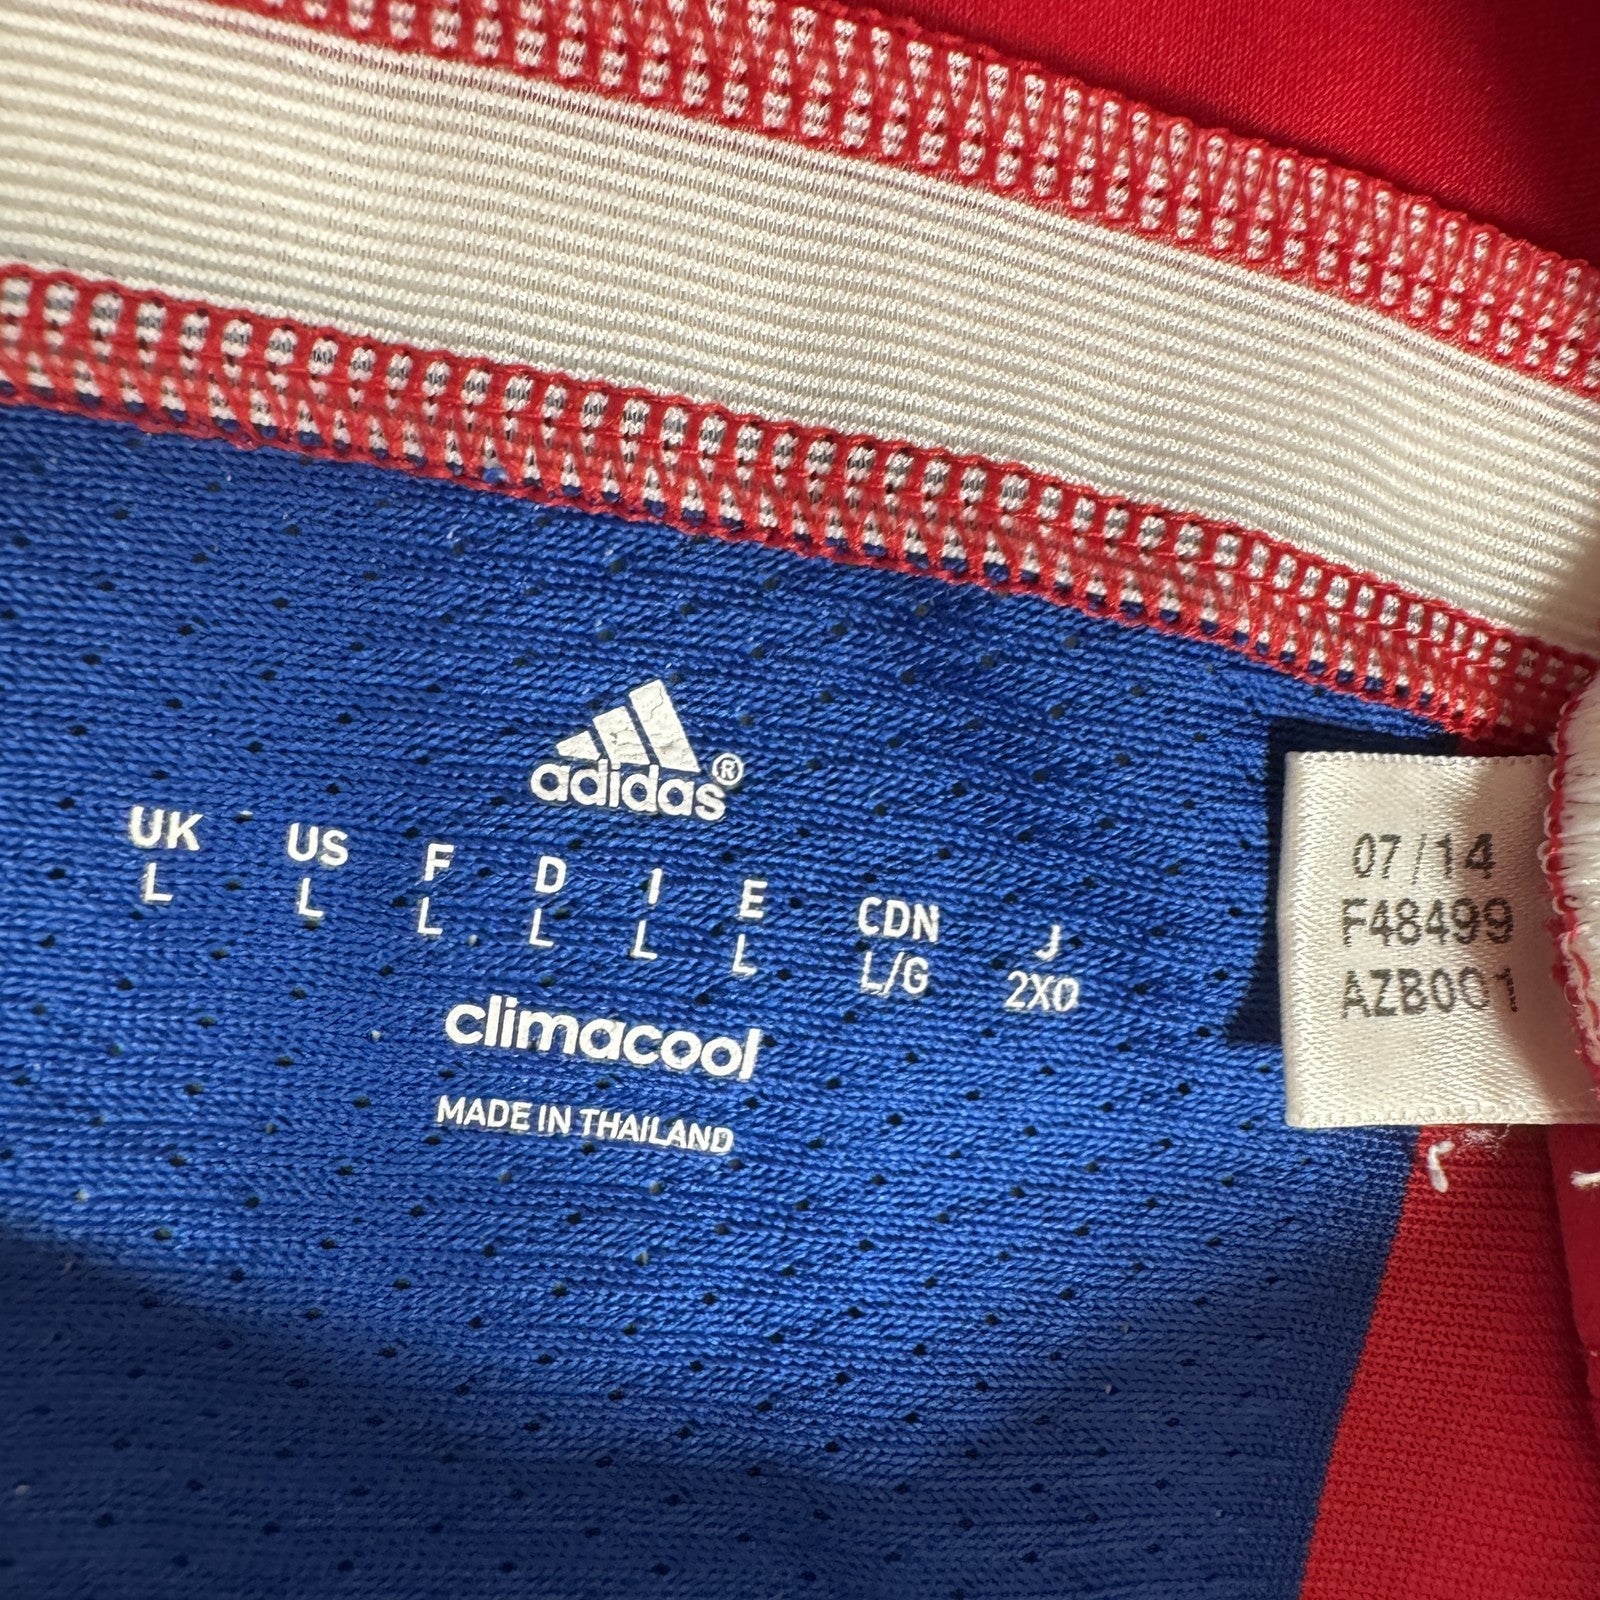 adidas®
UK US F D I E CDN J
L L L L L L L/G 2XO
climacool
MADE IN THAILAND
07/14
F48499
AZB001